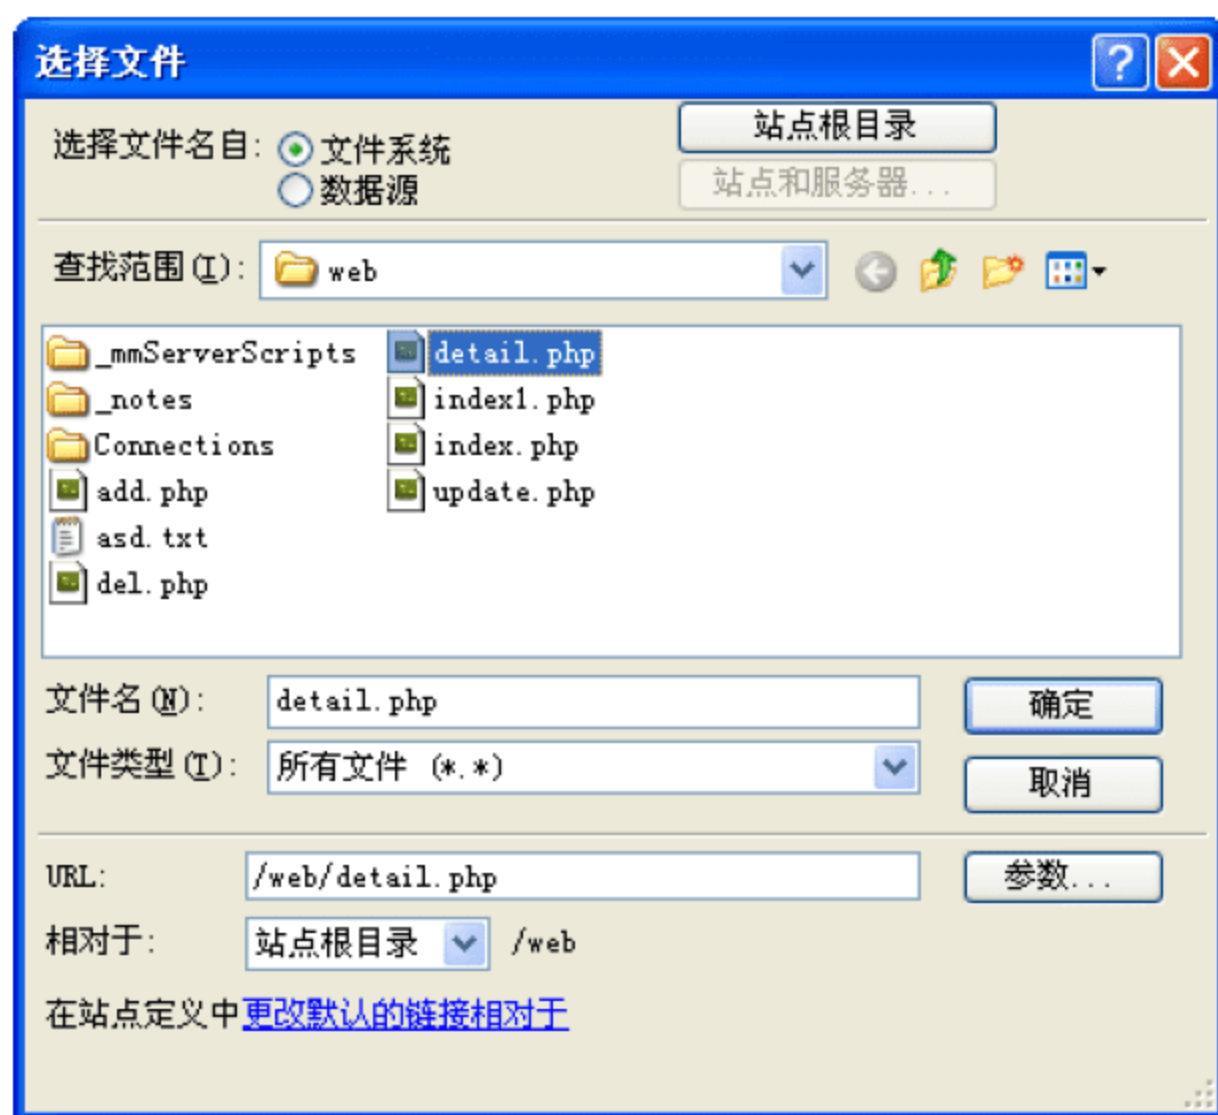 选择文件
选择文件名自: 文件系统 站点根目录
数据源 站点和服务器...
查找范围(I): web
_mmServerScripts detail.php
_notes index1.php
Connections index.php
add.php update.php
asd.txt
del.php
文件名(N): detail.php 确定
文件类型(T): 所有文件 (*.*) 取消
URL: /web/detail.php 参数...
相对于: 站点根目录 /web
在站点定义中更改默认的链接相对于